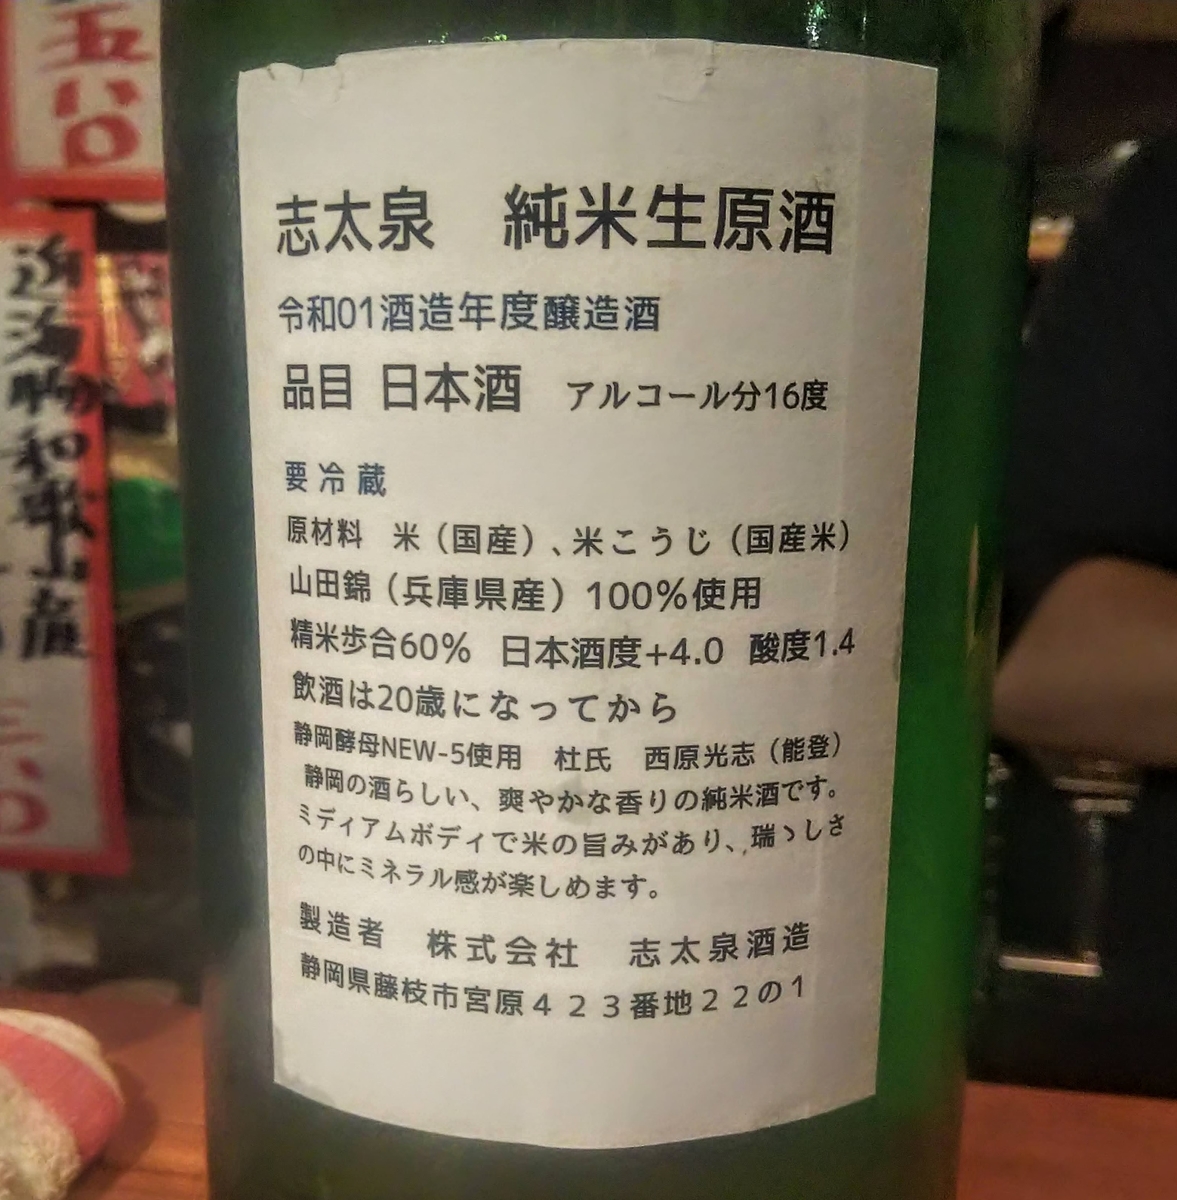 志太泉 純米生原酒
令和01酒造年度醸造酒
品目 日本酒 アルコール分16度
要冷蔵
原材料 米（国産）、米こうじ（国産米）
山田錦（兵庫県産）100%使用
精米歩合60% 日本酒度+4.0 酸度1.4
飲酒は20歳になってから
静岡酵母NEW-5使用 杜氏 西原光志（能登）
静岡の酒らしい、爽やかな香りの純米酒です。
ミディアムボディで米の旨みがあり、瑞ゝしさ
の中にミネラル感が楽しめます。
製造者 株式会社 志太泉酒造
静岡県藤枝市宮原４２３番地２２の１
五八〇